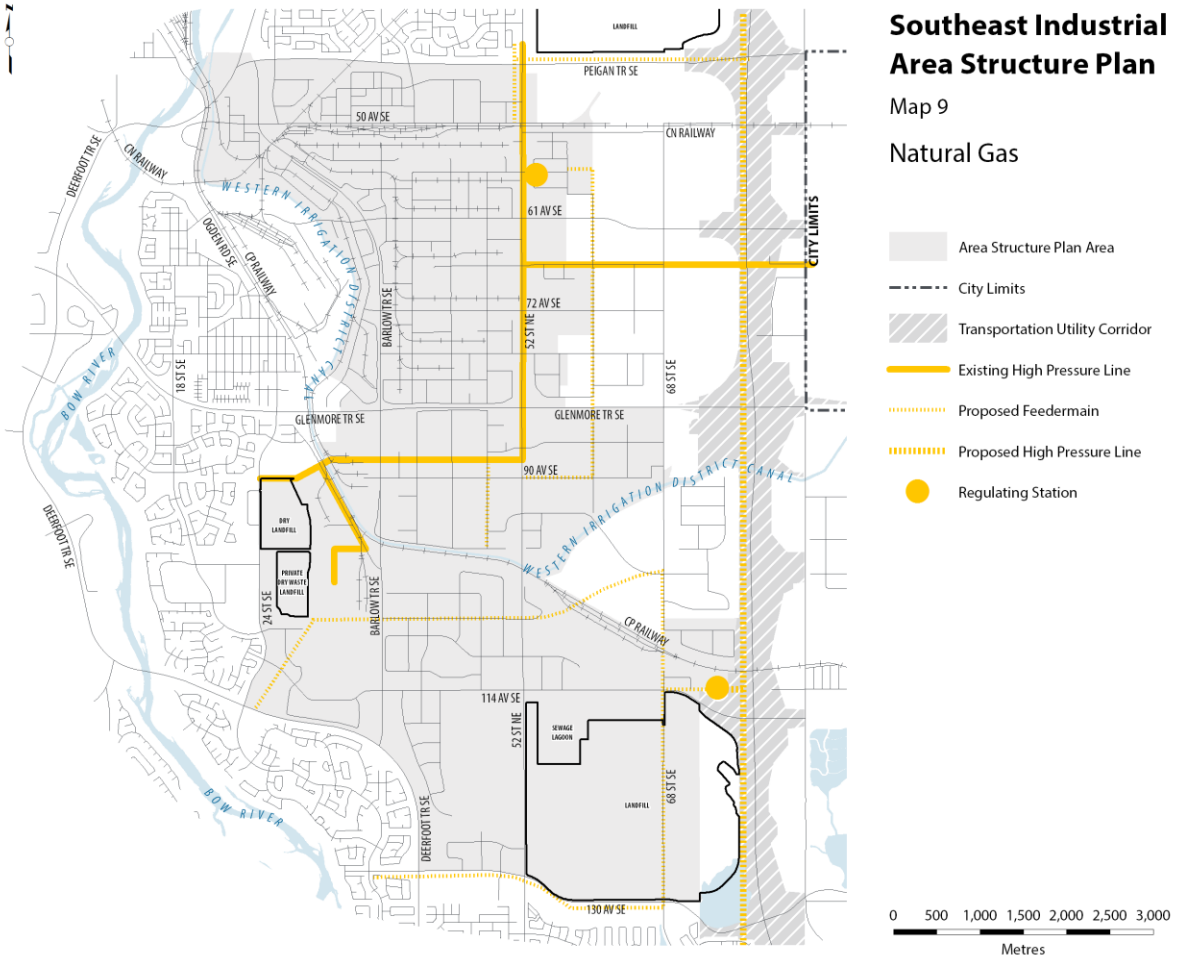 N
Southeast Industrial
Area Structure Plan
Map 9
Natural Gas
Area Structure Plan Area
City Limits
Transportation Utility Corridor
Existing High Pressure Line
Proposed Feedermain
Proposed High Pressure Line
Regulating Station
0 500 1,000 1,500 2,000 2,500 3,000
Metres
LANDFILL
PEIGAN TR SE
50 AV SE
CN RAILWAY
DEERFOOT TR SE
CN RAILWAY
WESTERN IRRIGATION DISTRICT CANAL
61 AV SE
CITY LIMITS
OGDEN RD SE
CP RAILWAY
BARLOW TR SE
72 AV SE
52 ST NE
68 ST SE
18 ST SE
BOW RIVER
GLENMORE TR SE
GLENMORE TR SE
90 AV SE
WESTERN IRRIGATION DISTRICT CANAL
DEERFOOT TR SE
DRY
LANDFILL
PRIVATE
DRY WASTE
LANDFILL
24 ST SE
BARLOW TR SE
CP RAILWAY
114 AV SE
52 ST NE
SEWAGE
LAGOON
68 ST SE
LANDFILL
BOW RIVER
DEERFOOT TR SE
130 AV SE